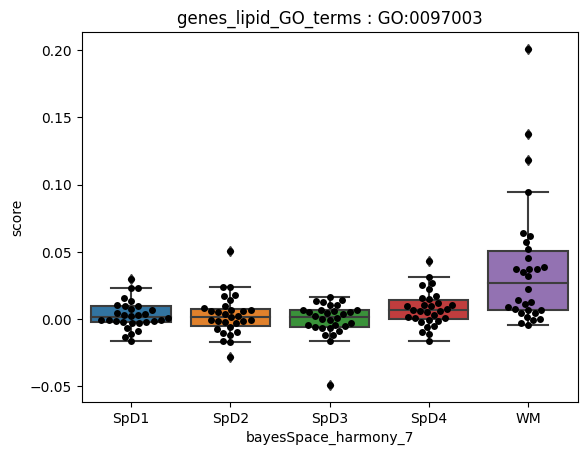 genes_lipid_GO_terms : GO:0097003
0.20
0.15
0.10
0.05
0.00
−0.05
score
SpD1 SpD2 SpD3 SpD4 WM
bayesSpace_harmony_7